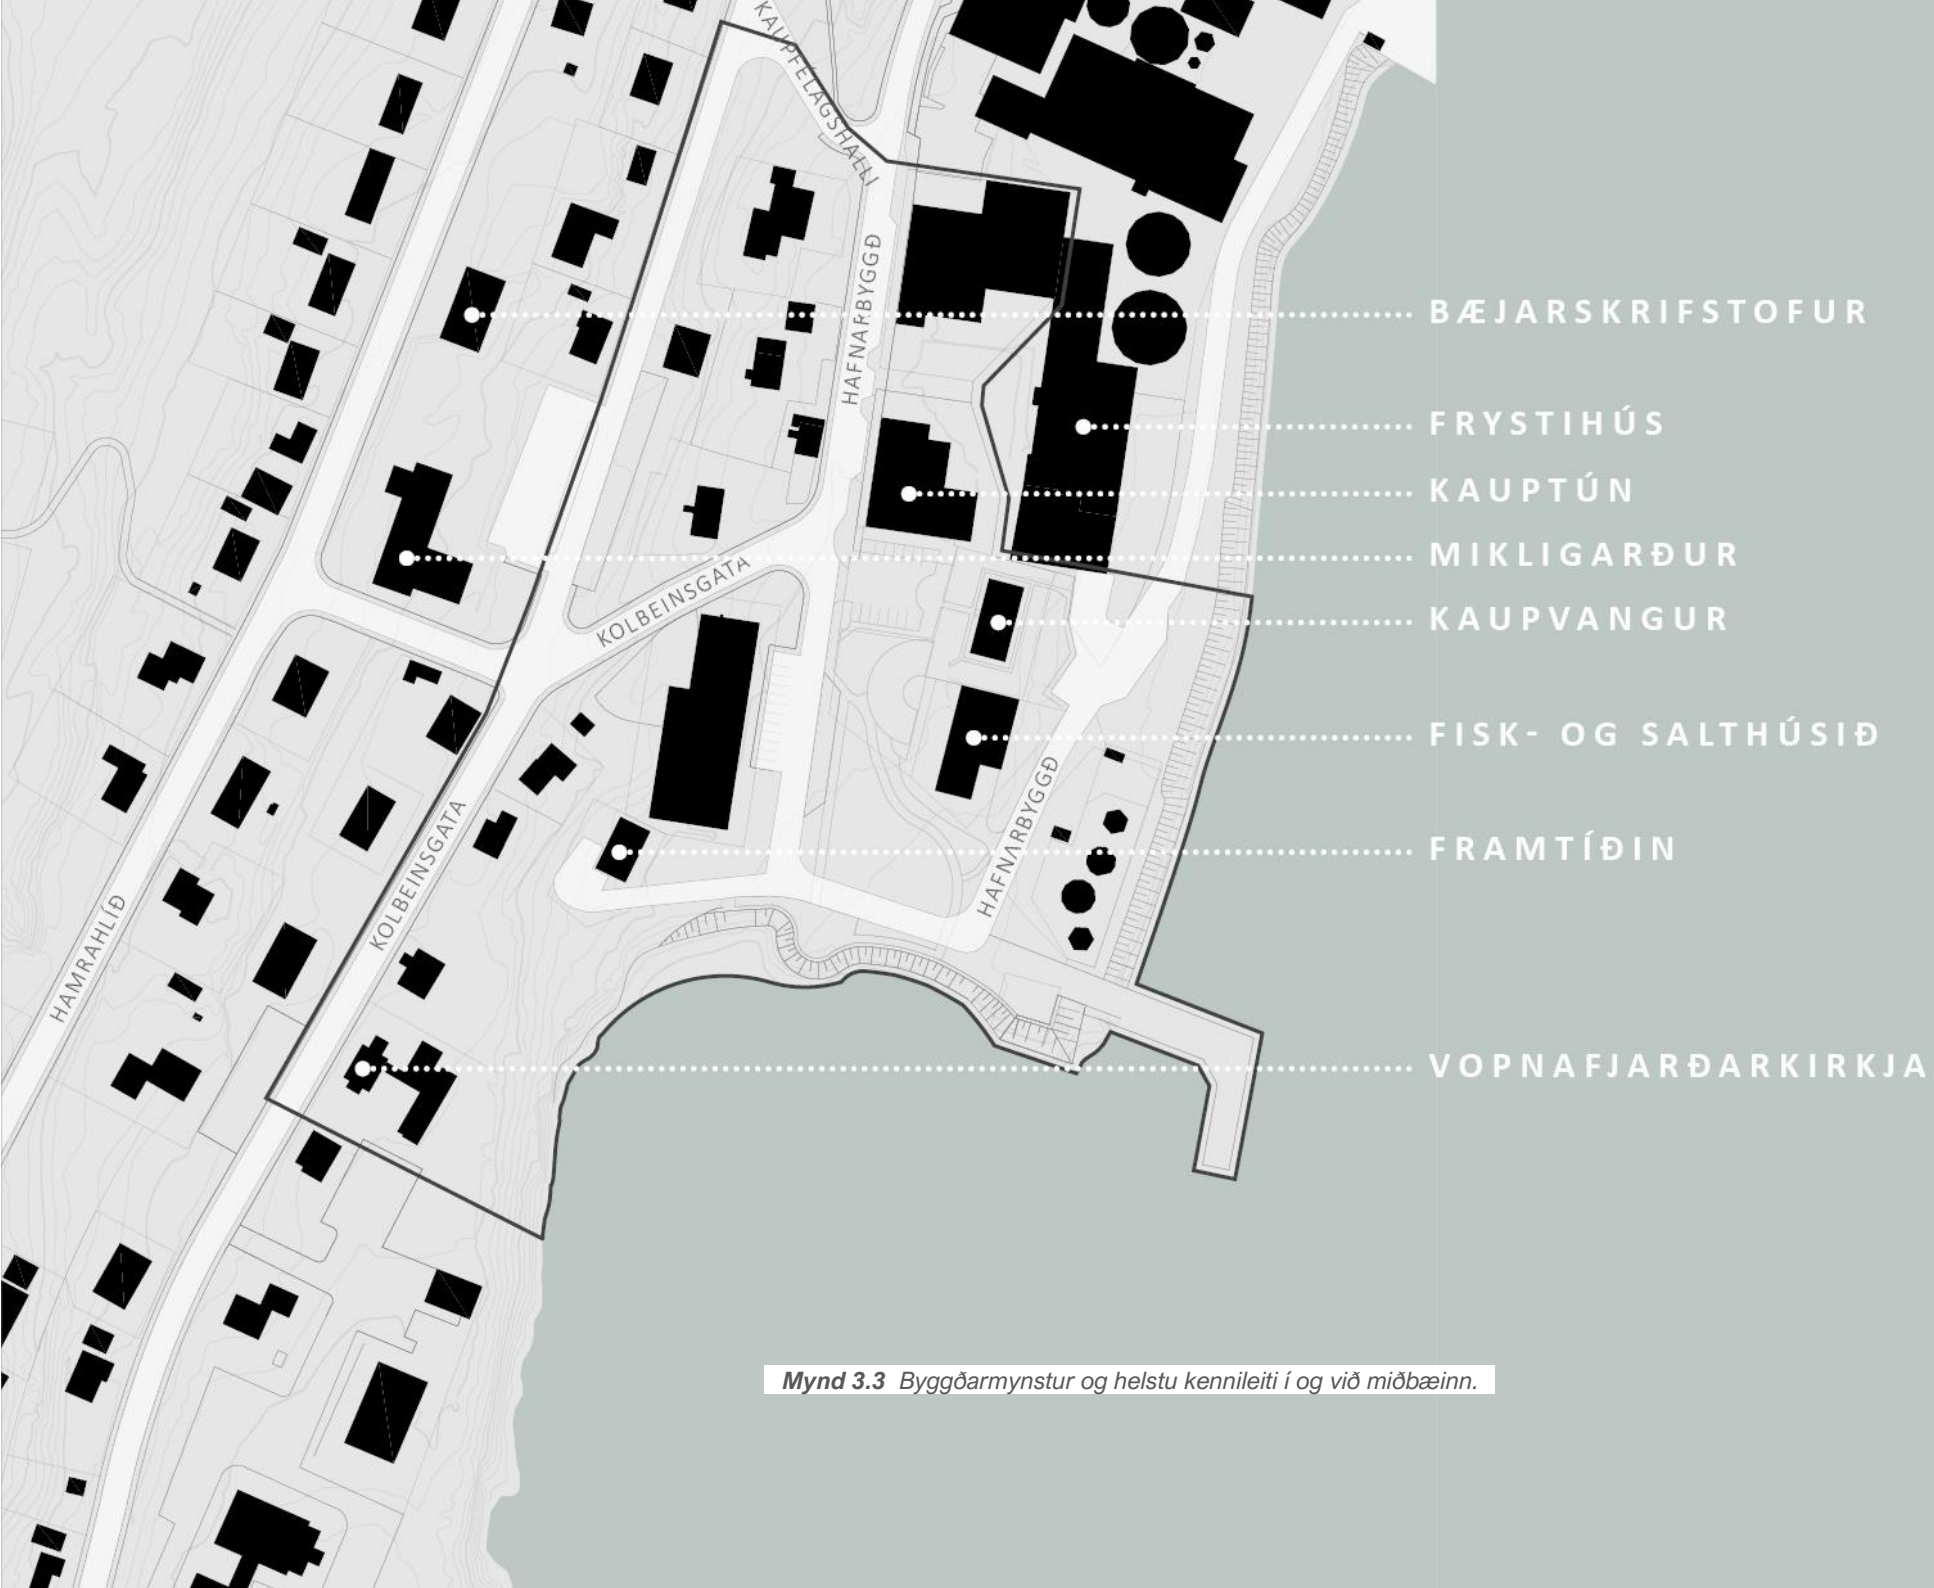 KAUPFÉLAGSHALLI
HAFNARBYGGÐ
BÆJARSKRIFSTOFUR
FRYSTIHÚS
KAUPTÚN
MIKLIGARÐUR
KOLBEINSGATA
KAUPVANGUR
FISK- OG SALTHÚSIÐ
HAFNARBYGGÐ
FRAMTÍÐIN
KOLBEINSGATA
HAMRAHLÍÐ
VOPNAFJARÐARKIRKJA
Mynd 3.3 Byggðarmynstur og helstu kennileiti í og við miðbæinn.